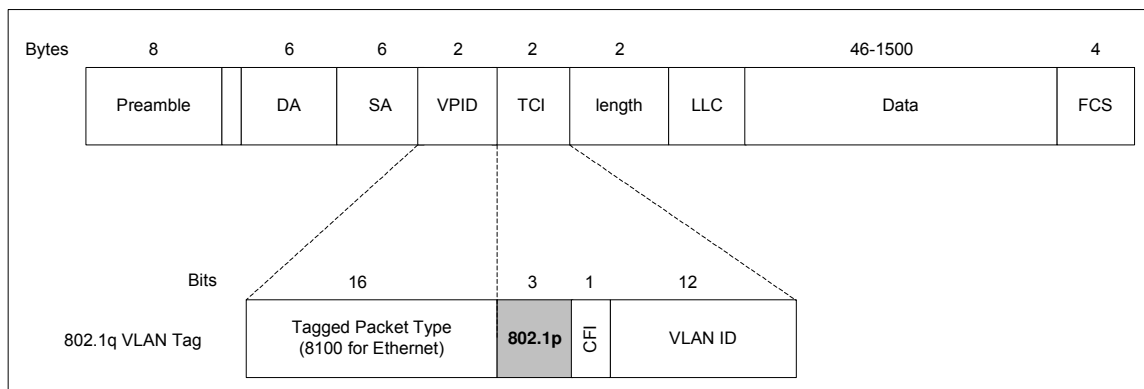 Bytes 8 6 6 2 2 2 46-1500 4
Preamble DA SA VPID TCI length LLC Data FCS
Bits 16 3 1 12
802.1q VLAN Tag
Tagged Packet Type
(8100 for Ethernet)
802.1p
CFI
VLAN ID